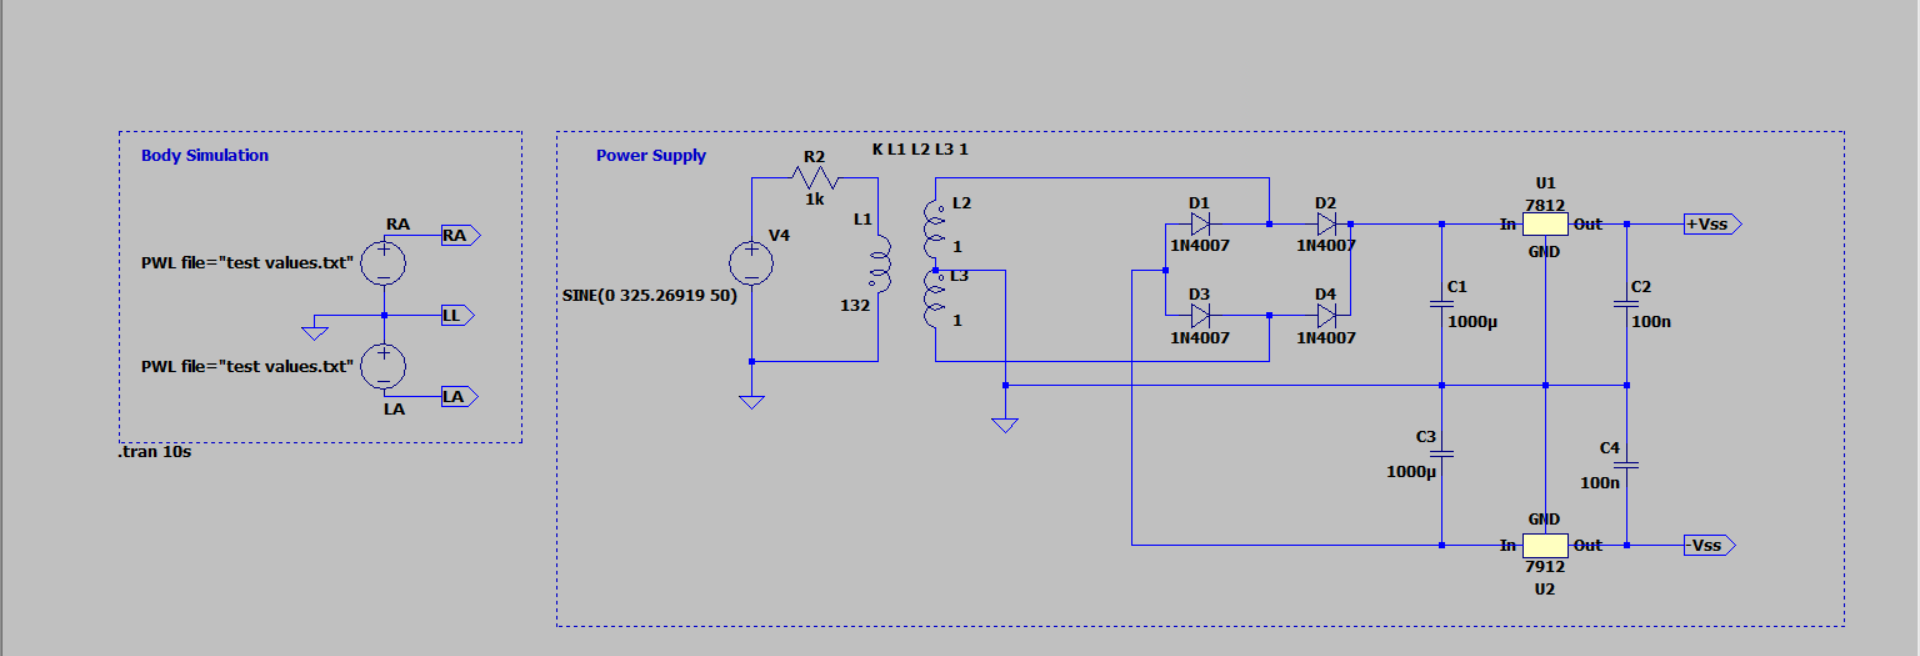 Body Simulation
RA
RA
PWL file="test values.txt"
LL
PWL file="test values.txt"
LA
LA
.tran 10s
Power Supply
R2
1k
K L1 L2 L3 1
V4
SINE(0 325.26919 50)
L1
132
L2
1
L3
1
D1
1N4007
D2
1N4007
D3
1N4007
D4
1N4007
C1
1000µ
U1
7812
In
Out
GND
C2
100n
+Vss
C3
1000µ
C4
100n
GND
In
Out
7912
U2
-Vss